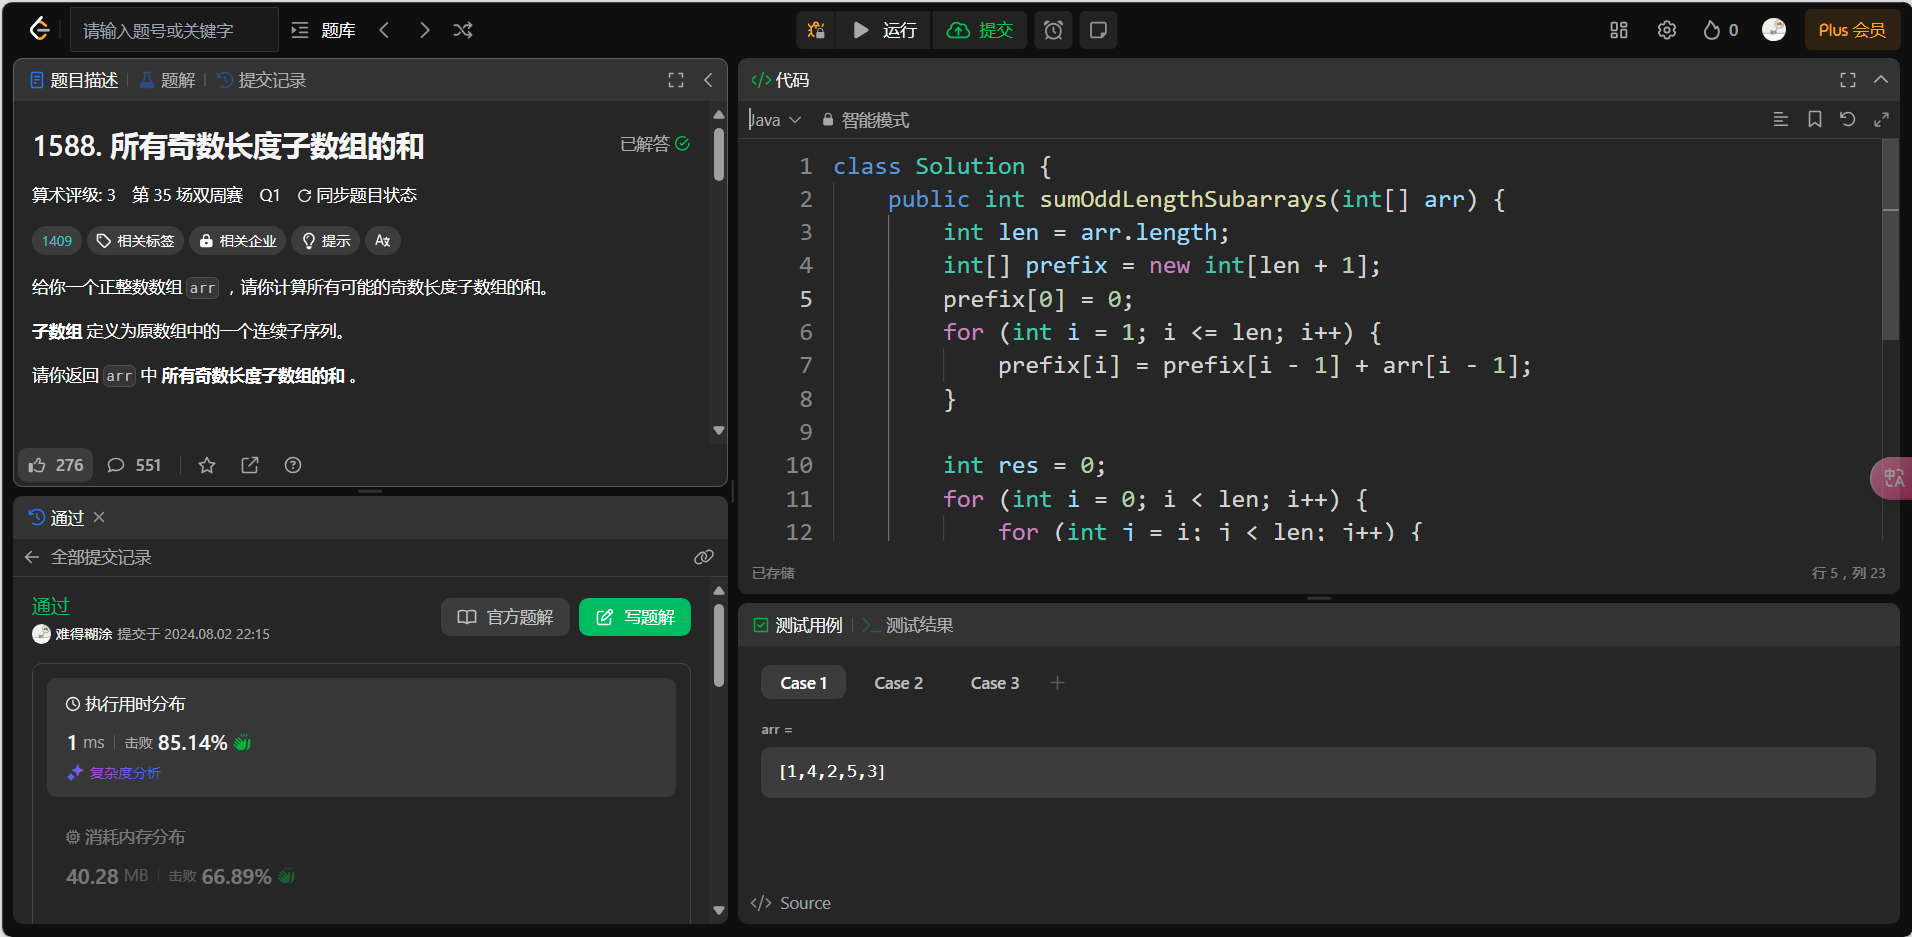 请输入题号或关键字
题库
运行
提交
0
Plus 会员
题目描述
题解
提交记录
1588. 所有奇数长度子数组的和
已解答
算术评级: 3 第 35 场双周赛 Q1 同步题目状态
1409 相关标签 相关企业 提示
给你一个正整数数组 arr ，请你计算所有可能的奇数长度子数组的和。
子数组 定义为原数组中的一个连续子序列。
请你返回 arr 中 所有奇数长度子数组的和 。
276
551
通过
全部提交记录
通过
难得糊涂 提交于 2024.08.02 22:15
官方题解
写题解
执行用时分布
1 ms 击败 85.14%
复杂度分析
消耗内存分布
40.28 MB 击败 66.89%
代码
Java 智能模式
1 class Solution {
2 public int sumOddLengthSubarrays(int[] arr) {
3 int len = arr.length;
4 int[] prefix = new int[len + 1];
5 prefix[0] = 0;
6 for (int i = 1; i <= len; i++) {
7 prefix[i] = prefix[i - 1] + arr[i - 1];
8 }
9
10 int res = 0;
11 for (int i = 0; i < len; i++) {
12 for (int j = i; j < len; j++) {
已存储
行 5，列 23
测试用例
测试结果
Case 1
Case 2
Case 3
arr =
[1,4,2,5,3]
Source